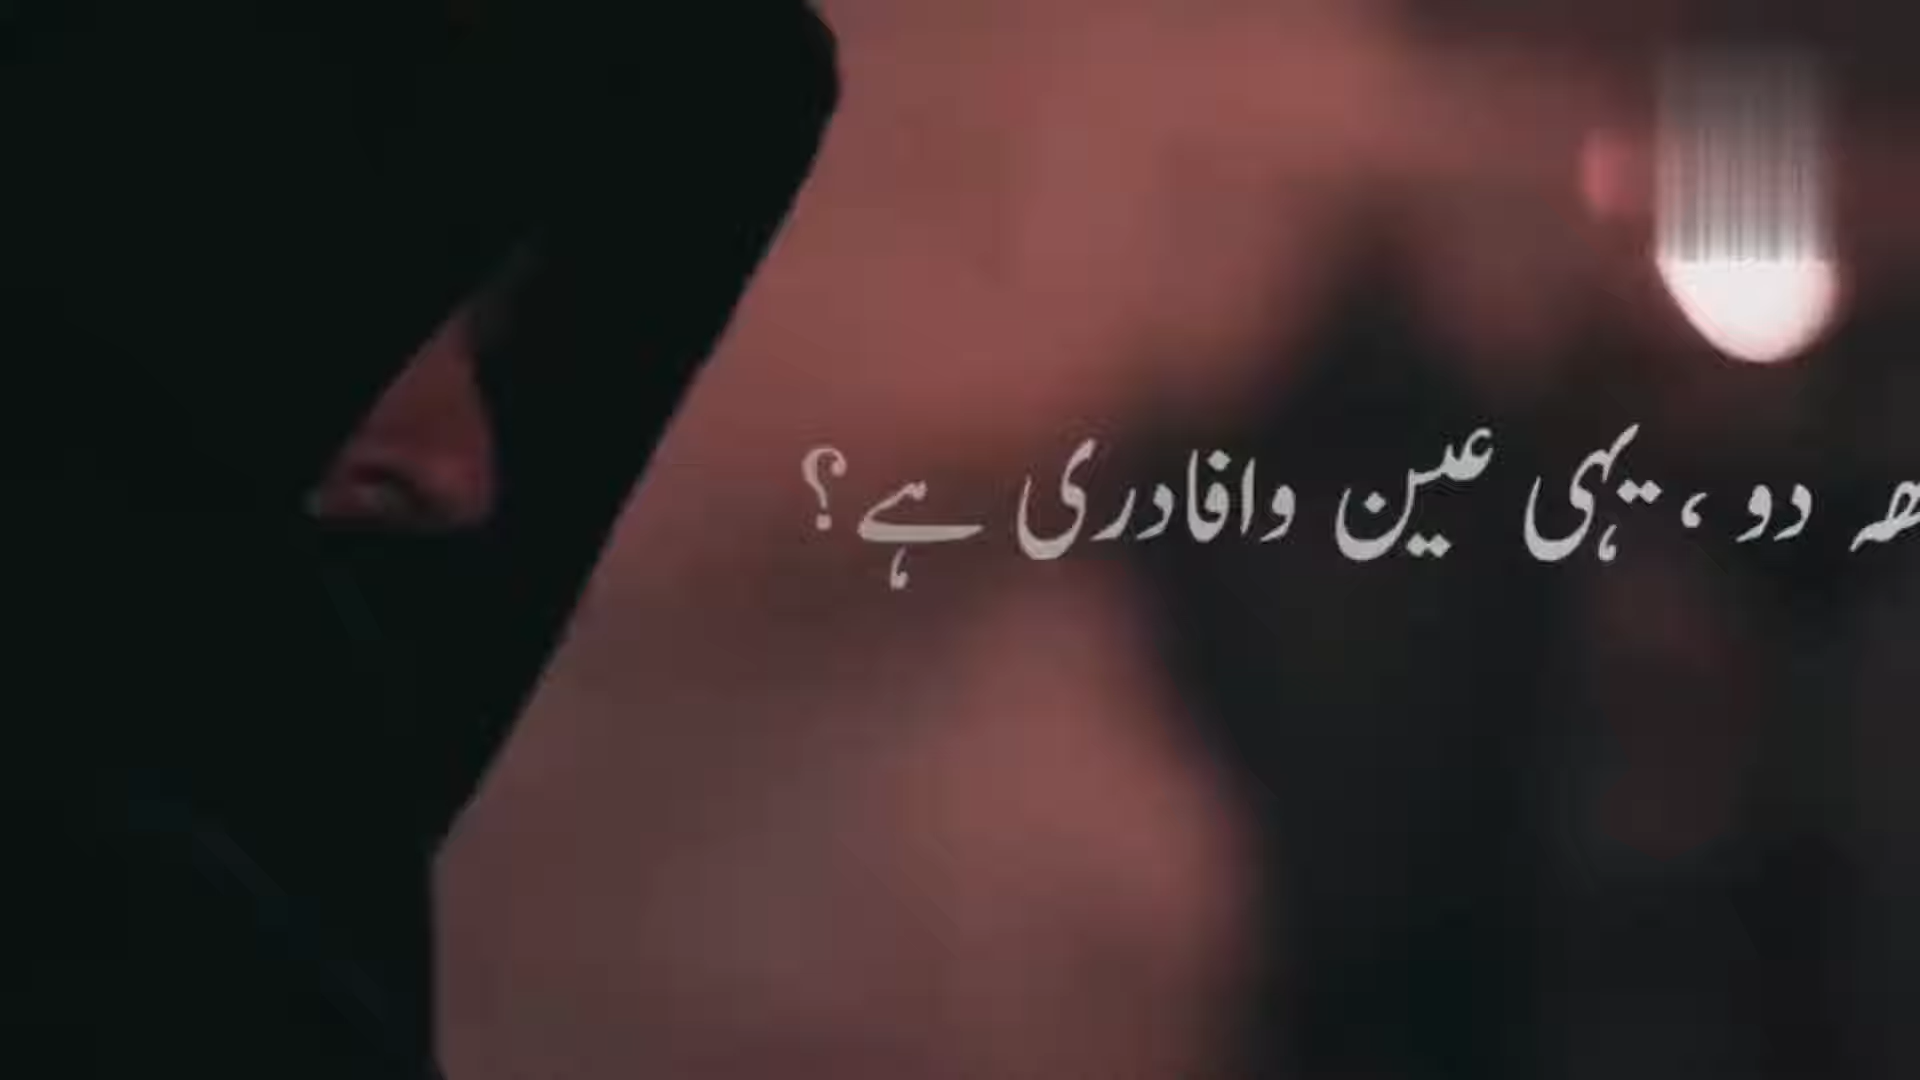 دو ، یہی عین وافادری ہے؟